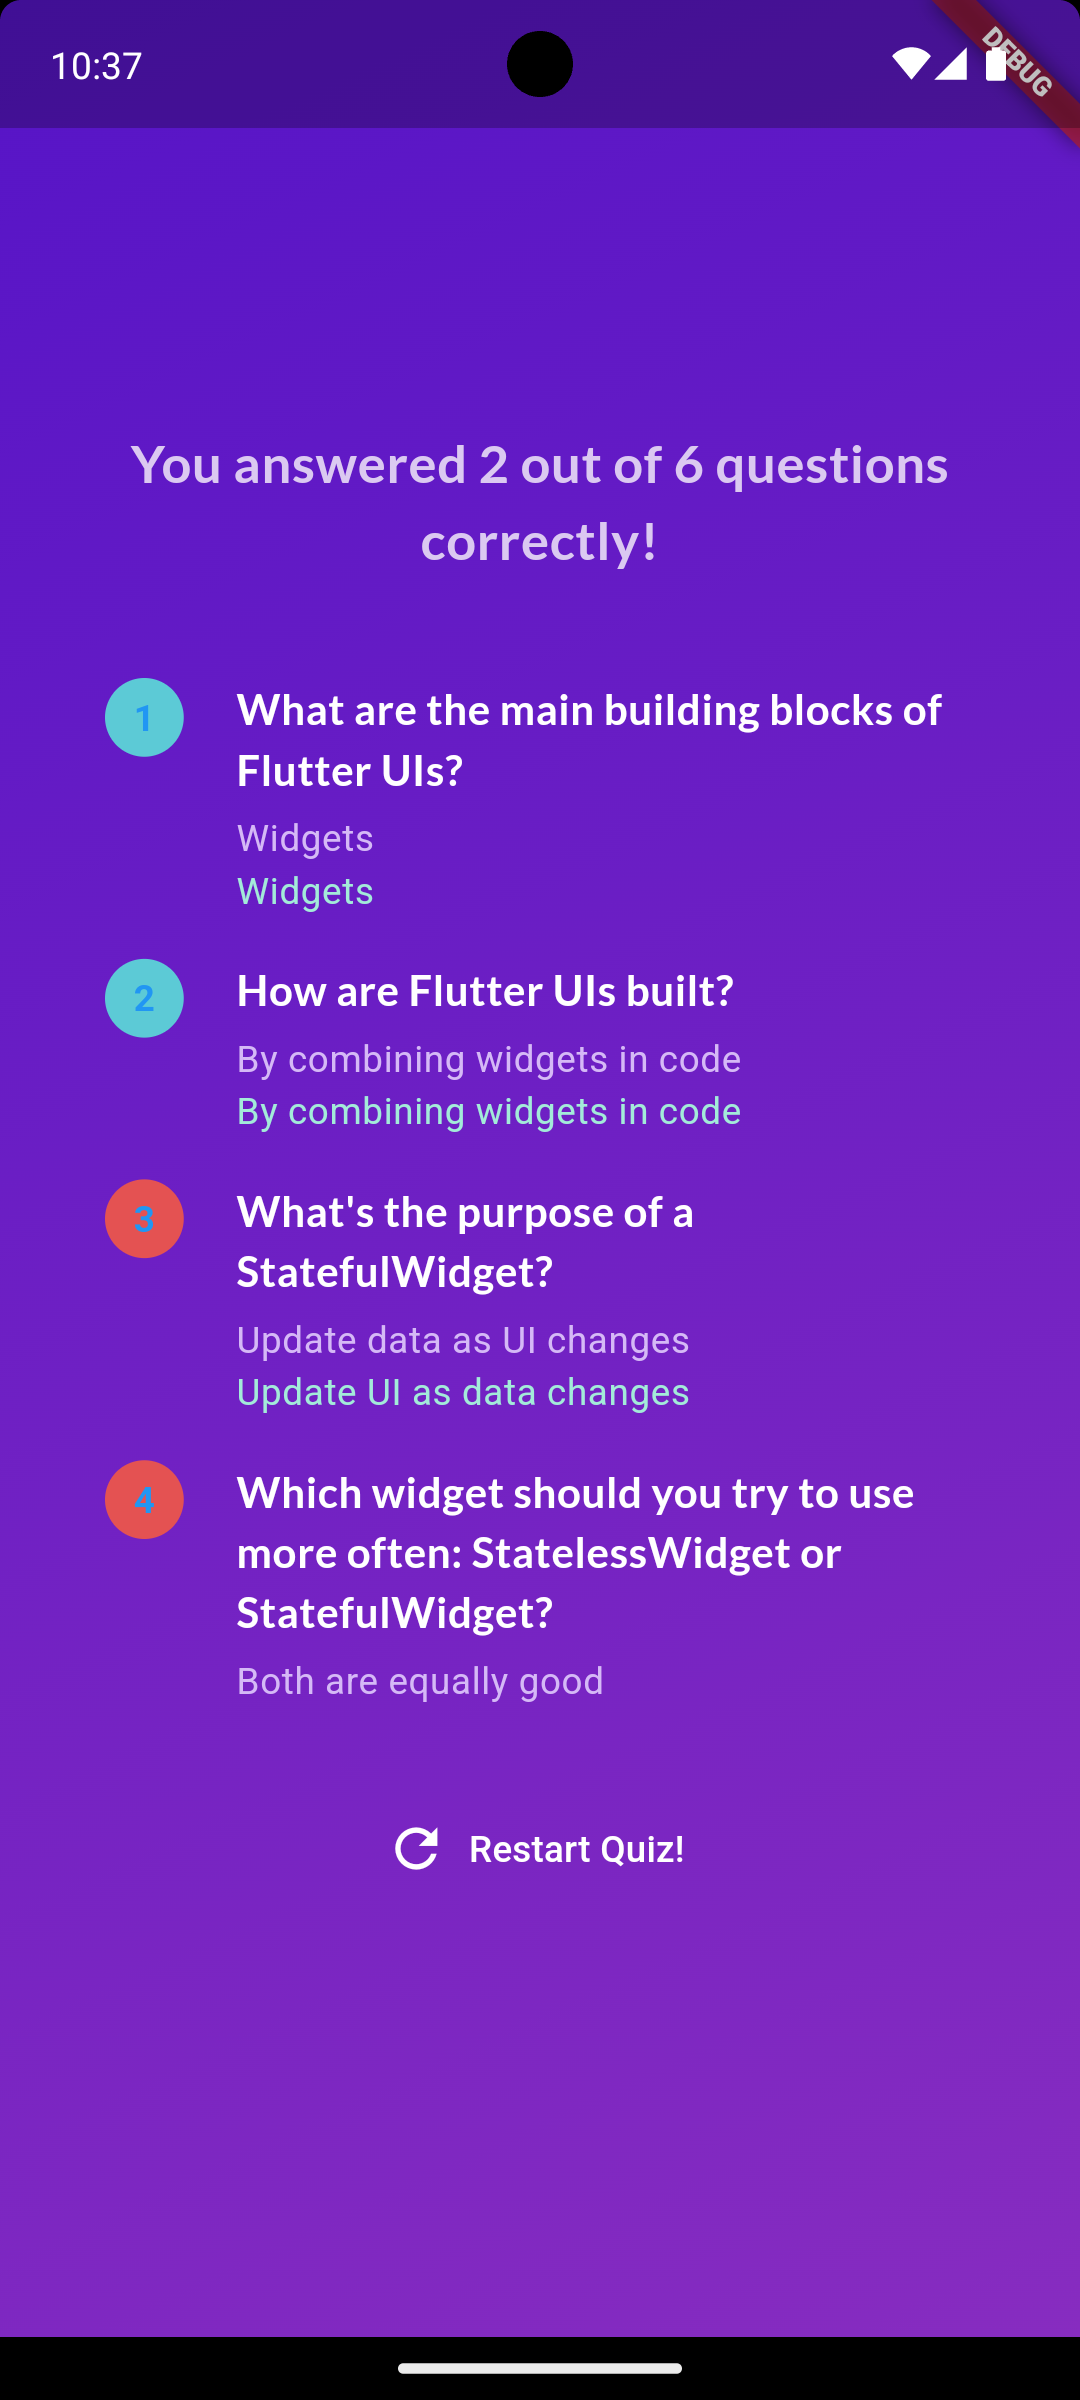 10:37
DEBUG
You answered 2 out of 6 questions
correctly!
1
What are the main building blocks of
Flutter UIs?
Widgets
Widgets
2
How are Flutter UIs built?
By combining widgets in code
By combining widgets in code
3
What's the purpose of a
StatefulWidget?
Update data as UI changes
Update UI as data changes
4
Which widget should you try to use
more often: StatelessWidget or
StatefulWidget?
Both are equally good
Restart Quiz!